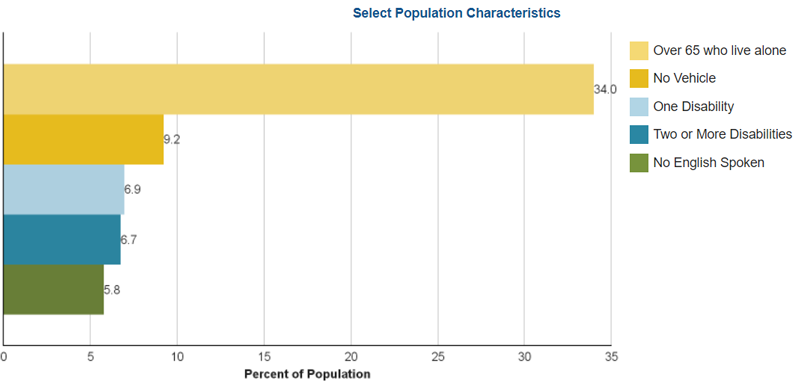 Select Population Characteristics
34.0
9.2
6.9
6.7
5.8
0 5 10 15 20 25 30 35
Percent of Population
Over 65 who live alone
No Vehicle
One Disability
Two or More Disabilities
No English Spoken